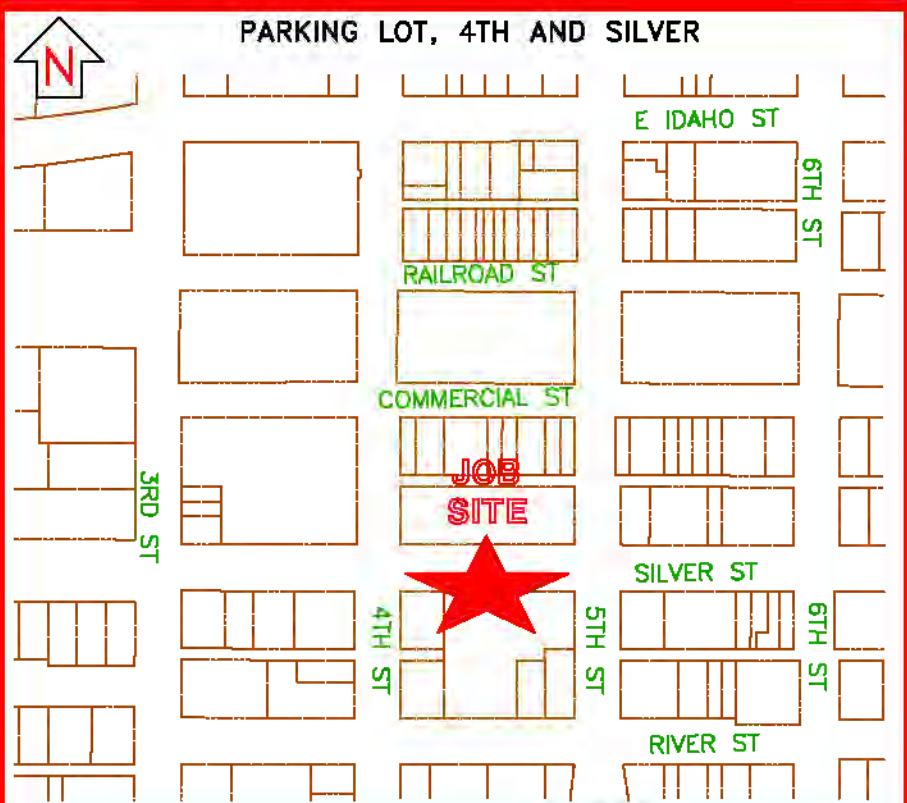 PARKING LOT, 4TH AND SILVER
N
E IDAHO ST
6TH ST
RAILROAD ST
COMMERCIAL ST
JOB
SITE
3RD ST
SILVER ST
4TH ST
5TH ST
6TH ST
RIVER ST